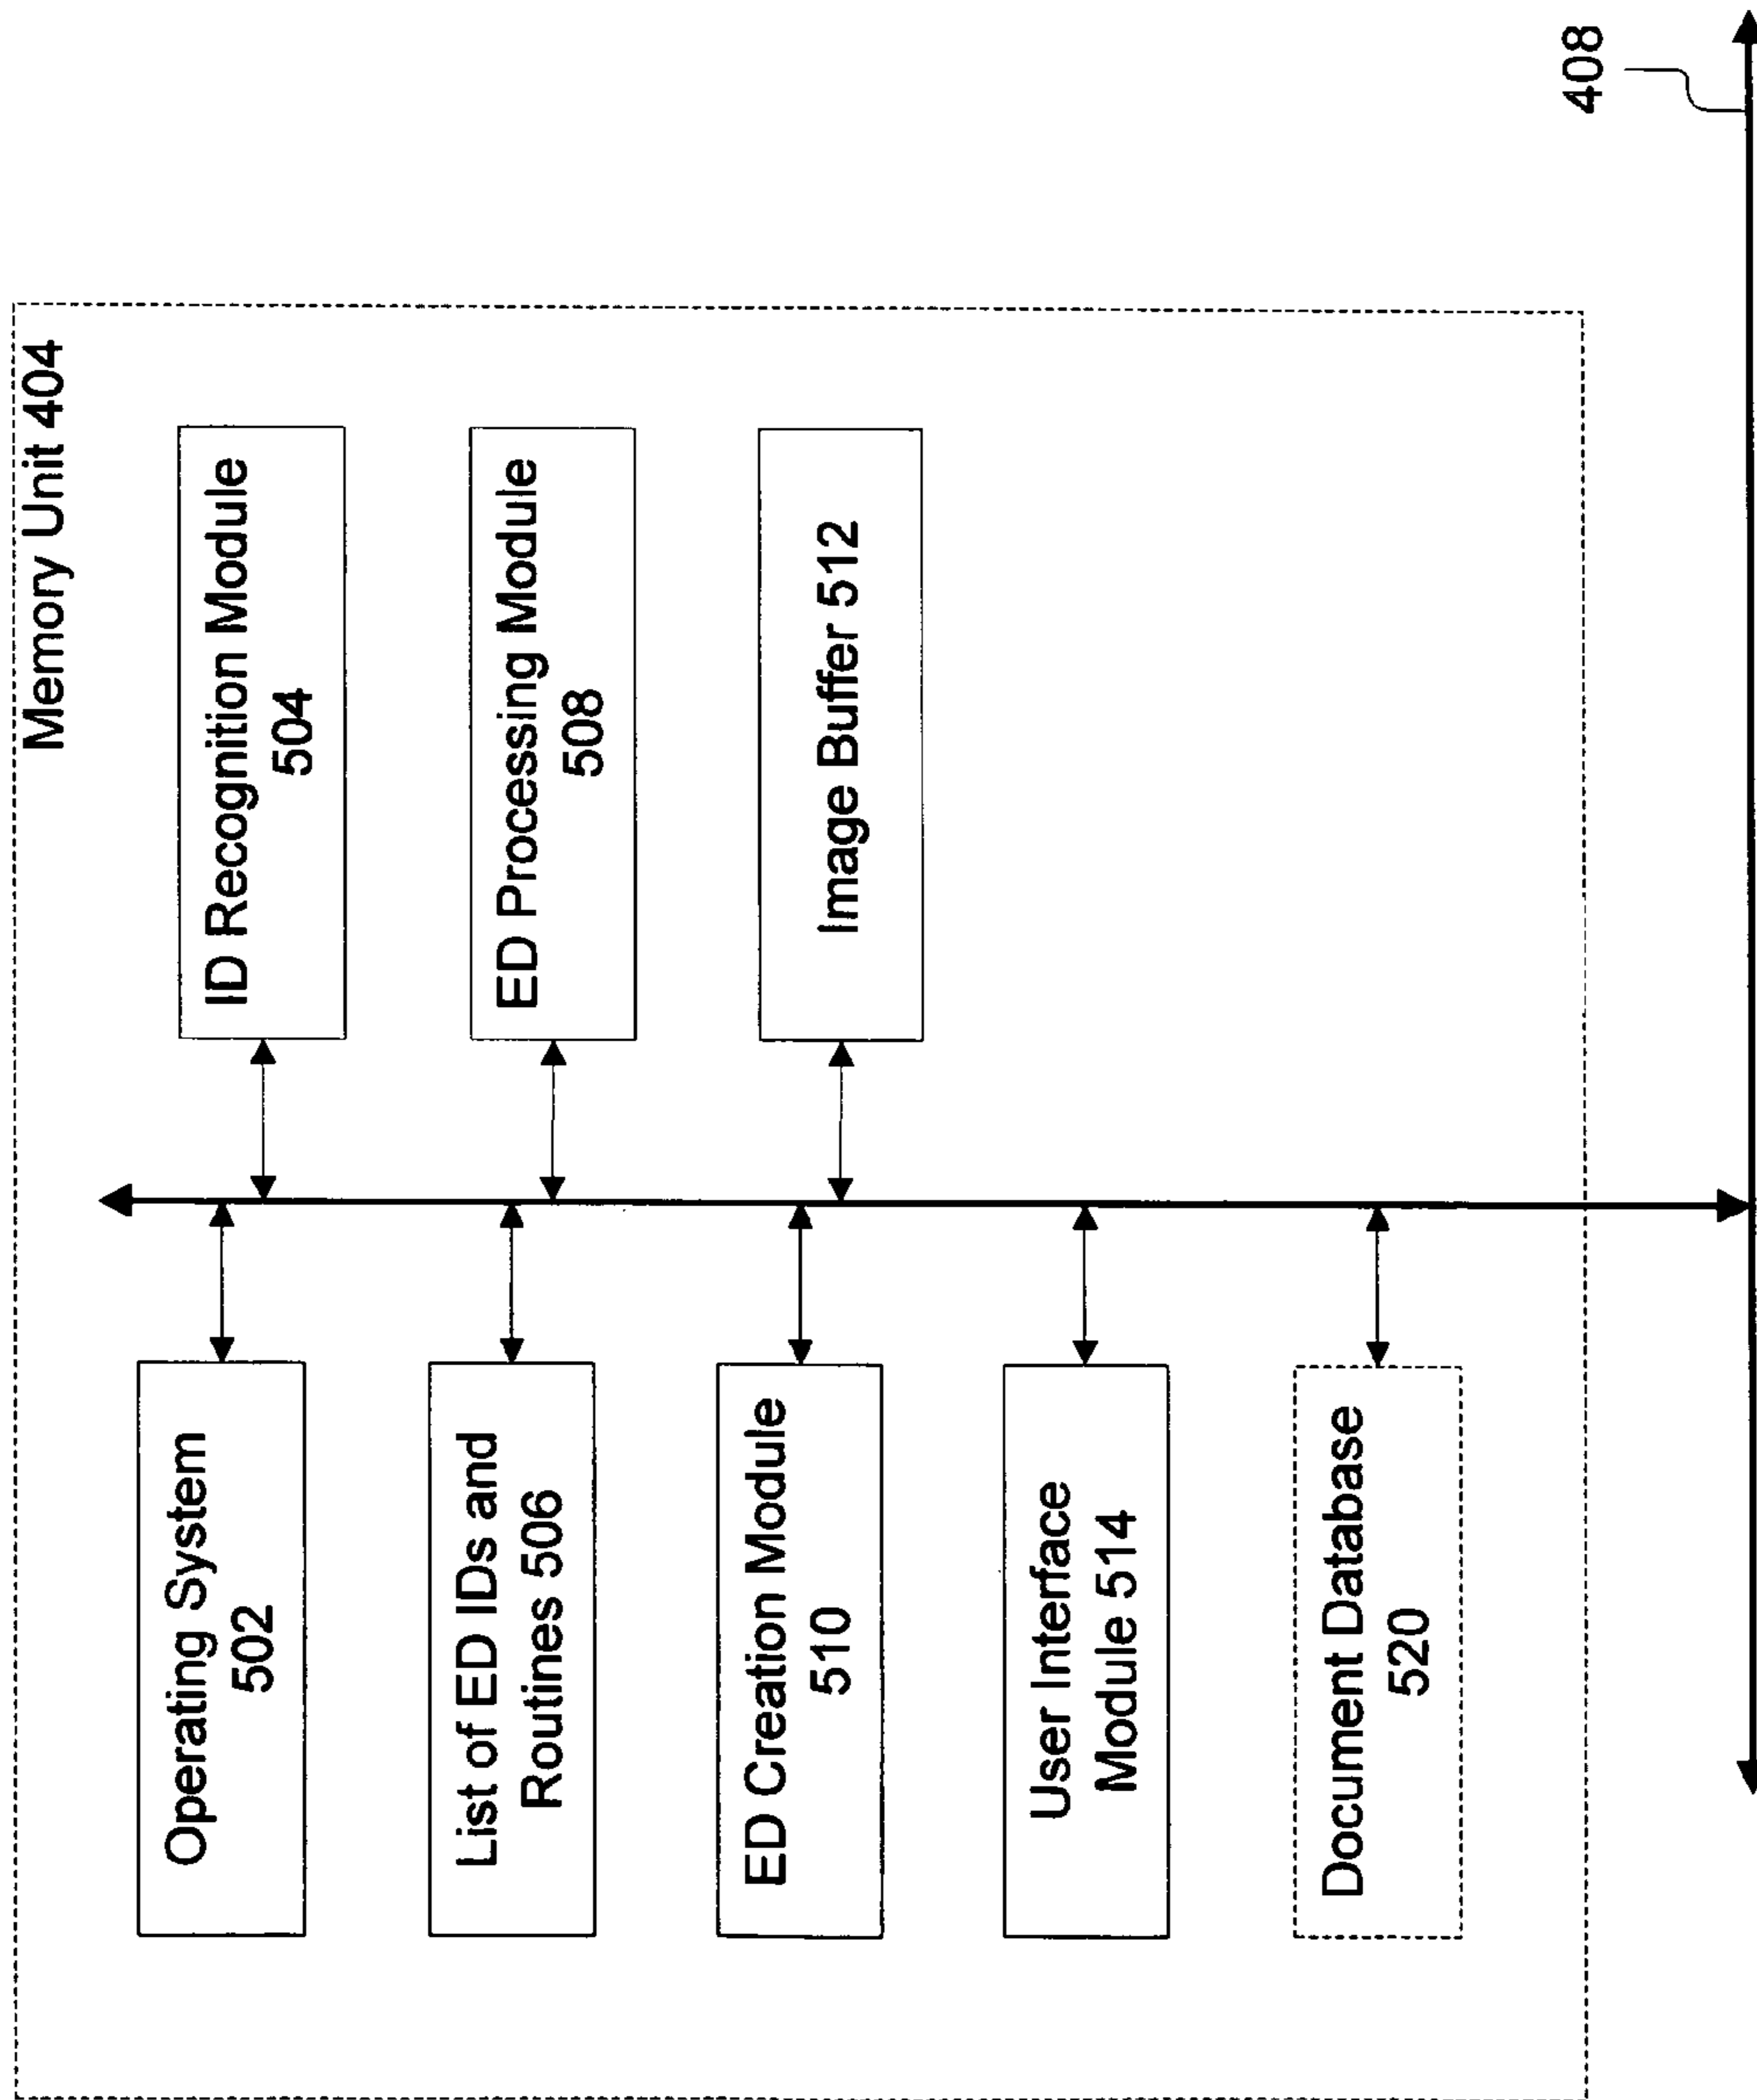 Memory Unit 404
Operating System
502
ID Recognition Module
504
List of ED IDs and
Routines 506
ED Processing Module
508
ED Creation Module
510
Image Buffer 512
User Interface
Module 514
Document Database
520
408